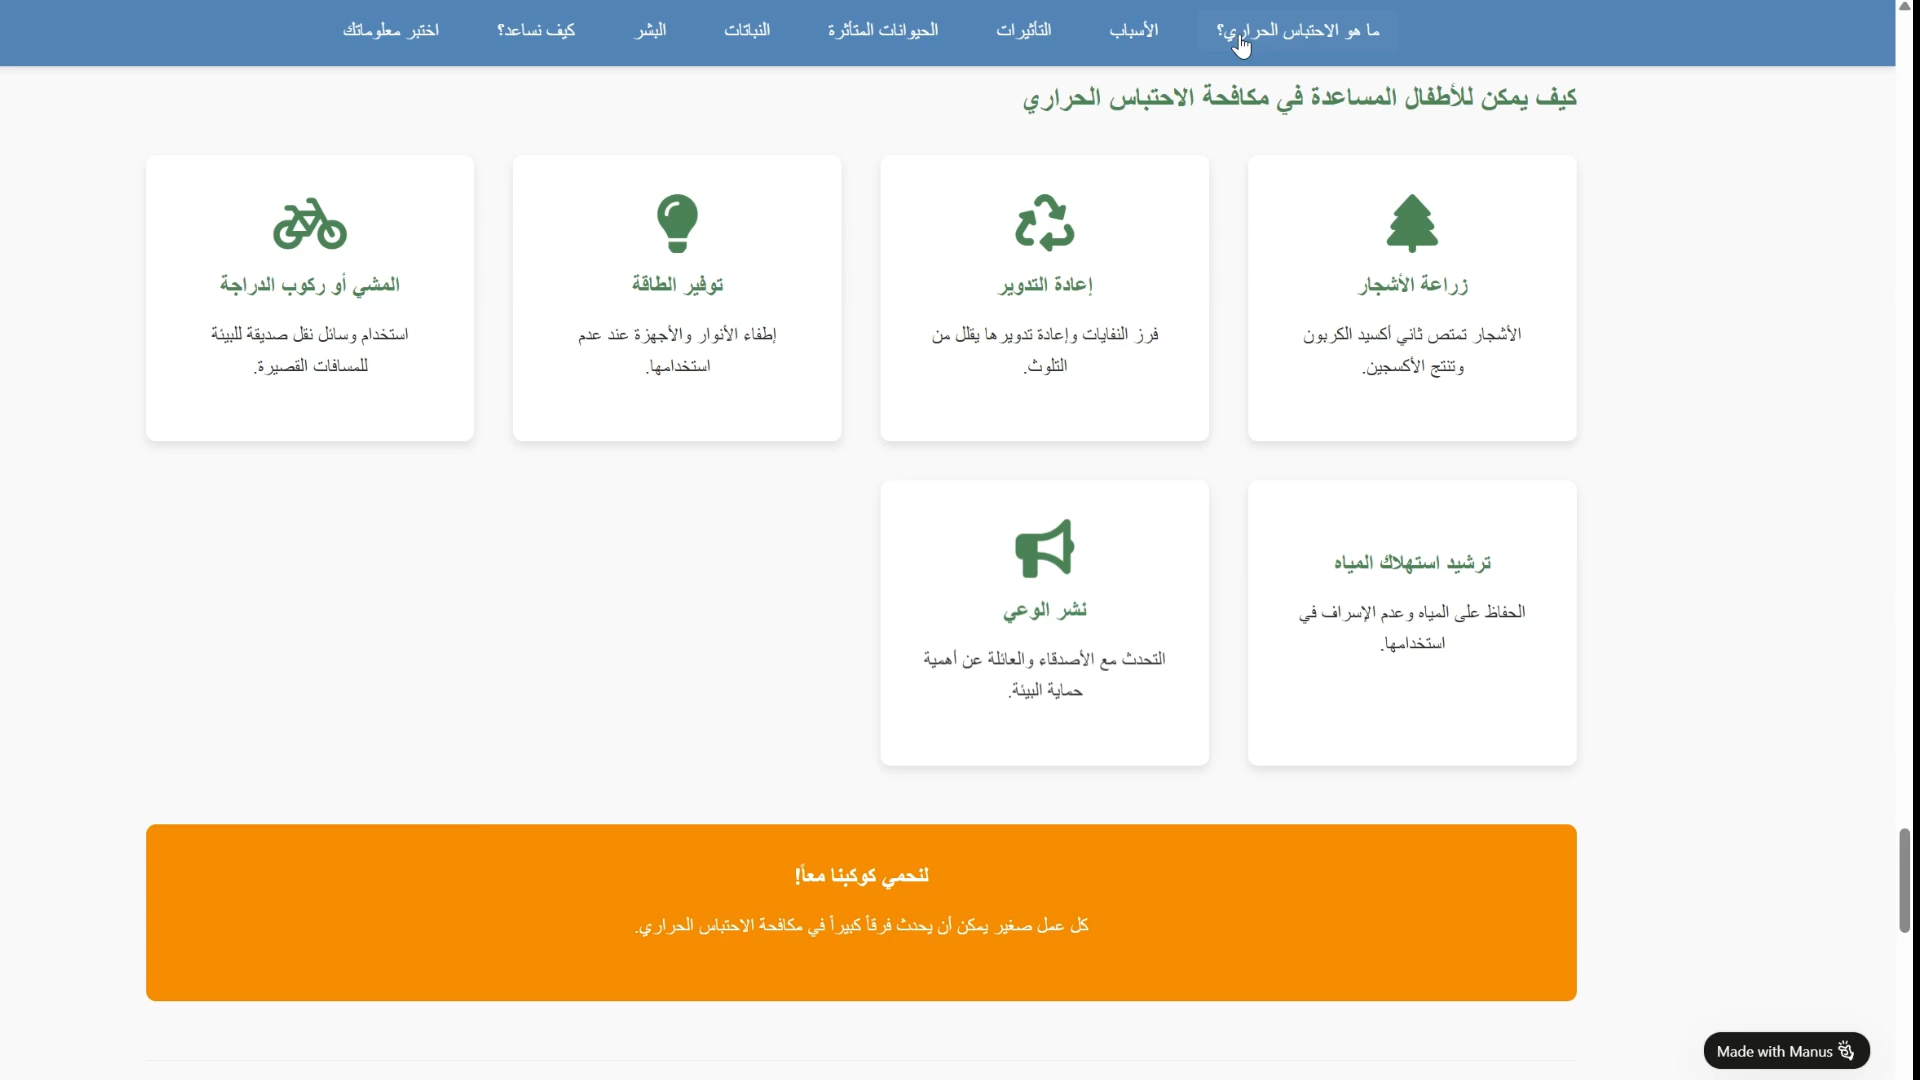 ما هو الاحتباس الحراري؟
الأسباب
التأثيرات
الحيوانات المتأثرة
النباتات
البشر
كيف نساعد؟
اختبر معلوماتك
كيف يمكن للأطفال المساعدة في مكافحة الاحتباس الحراري
زراعة الأشجار
الأشجار تمتص ثاني أكسيد الكربون
وتنتج الأكسجين.
إعادة التدوير
فرز النفايات وإعادة تدويرها يقلل من
التلوث.
توفير الطاقة
إطفاء الأنوار والأجهزة عند عدم
استخدامها.
المشي أو ركوب الدراجة
استخدام وسائل نقل صديقة للبيئة
للمسافات القصيرة.
ترشيد استهلاك المياه
الحفاظ على المياه وعدم الإسراف في
استخدامها.
نشر الوعي
التحدث مع الأصدقاء والعائلة عن أهمية
حماية البيئة.
لنحمي كوكبنا معاً!
كل عمل صغير يمكن أن يحدث فرقاً كبيراً في مكافحة الاحتباس الحراري.
Made with Manus